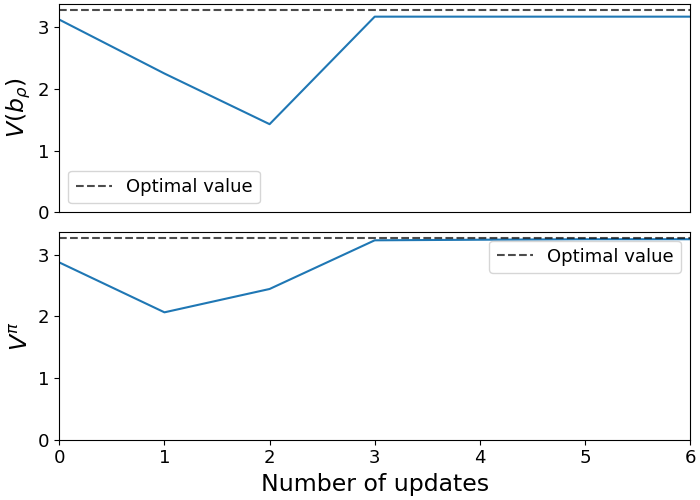 V(b_ρ)
3
2
1
0
Optimal value
V^π
3
2
1
0
Optimal value
0 1 2 3 4 5 6
Number of updates